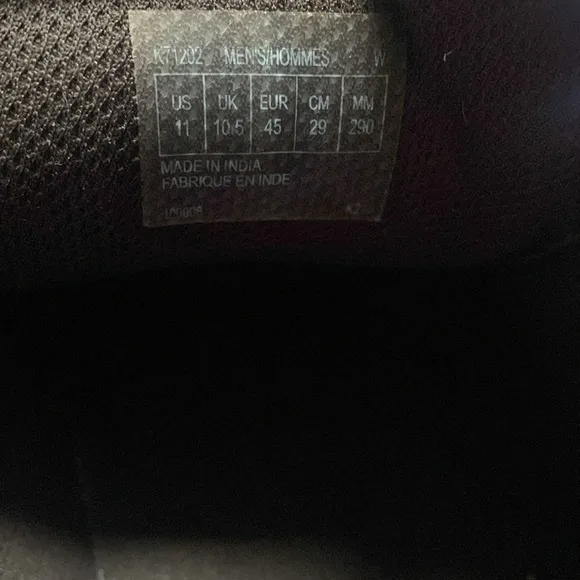 K71202 MEN'S/HOMMES W
US UK EUR CM MM
11 10.5 45 29 290
MADE IN INDIA
FABRIQUE EN INDE